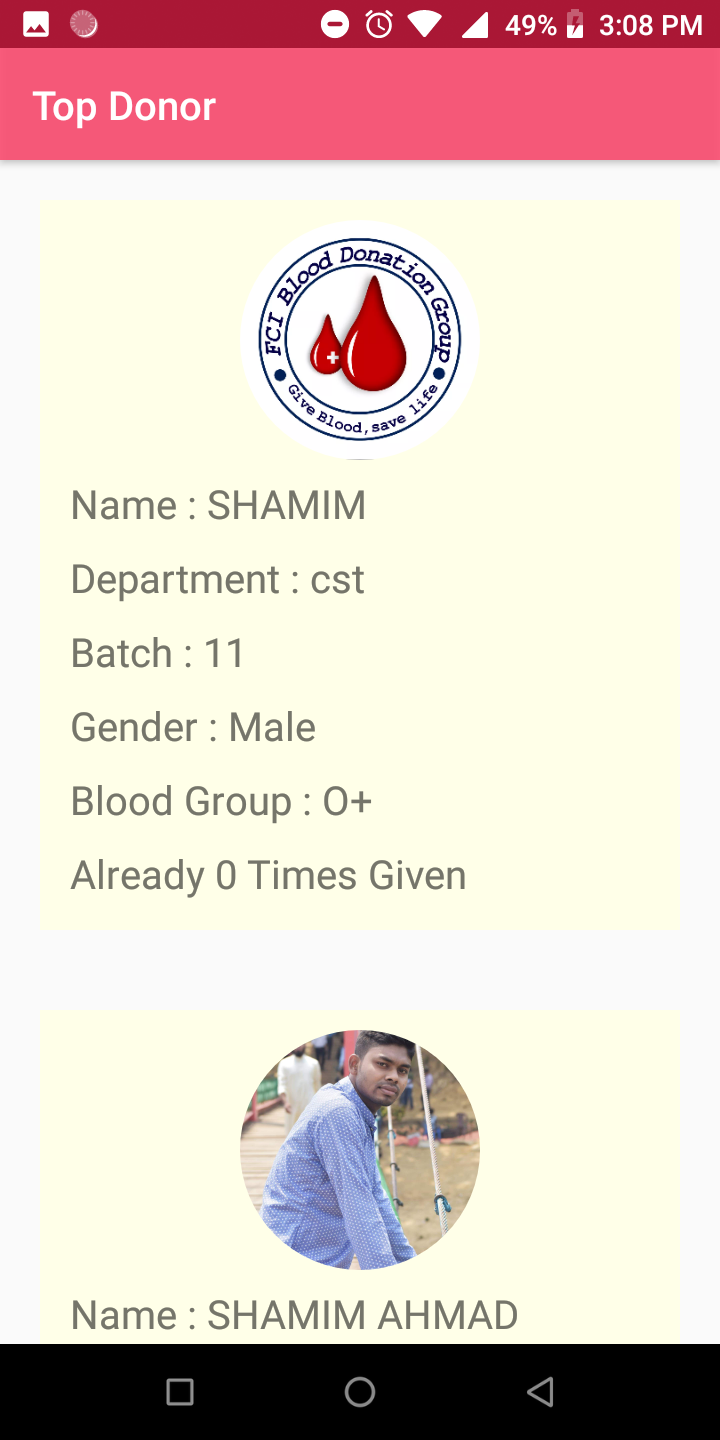 49% 3:08 PM
Top Donor
FCI Blood Donation Group
Give Blood, save life
Name : SHAMIM
Department : cst
Batch : 11
Gender : Male
Blood Group : O+
Already 0 Times Given
Name : SHAMIM AHMAD